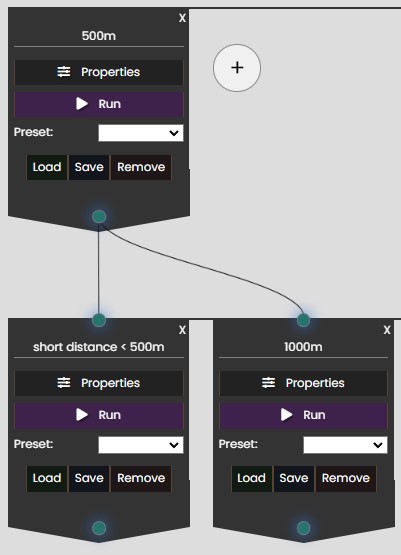 X
500m
Properties
Run
Preset:
Load Save Remove
+
X
short distance < 500m
Properties
Run
Preset:
Load Save Remove
X
1000m
Properties
Run
Preset:
Load Save Remove